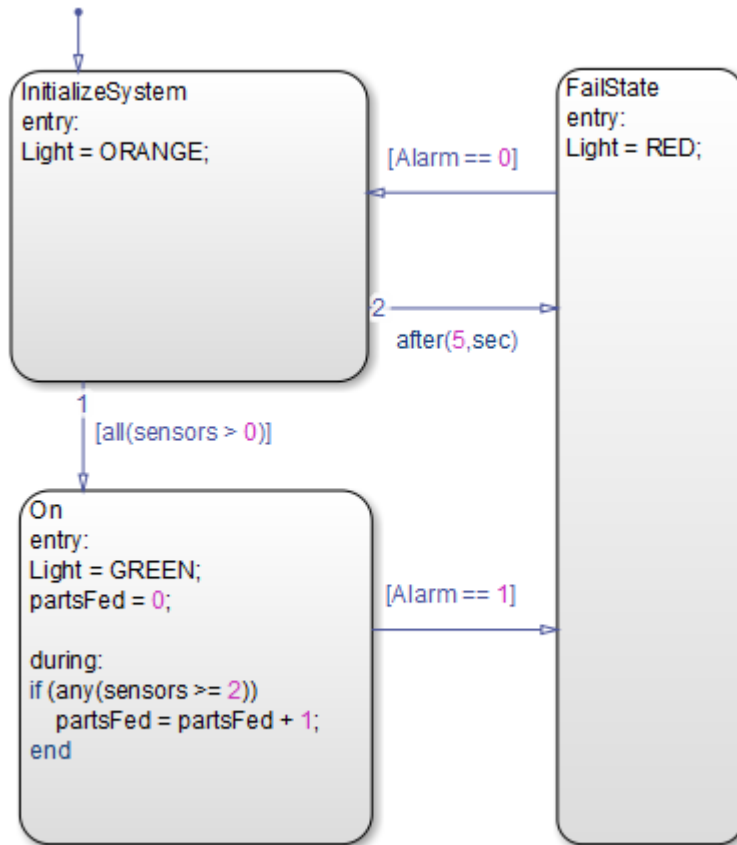 InitializeSystem
entry:
Light = ORANGE;
FailState
entry:
Light = RED;
[Alarm == 0]
2
after(5,sec)
1
[all(sensors > 0)]
On
entry:
Light = GREEN;
partsFed = 0;
during:
if (any(sensors >= 2))
partsFed = partsFed + 1;
end
[Alarm == 1]